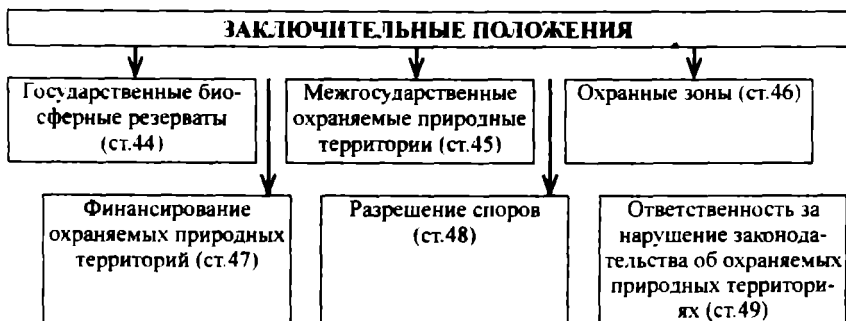 ЗАКЛЮЧИТЕЛЬНЫЕ ПОЛОЖЕНИЯ
Государственные био-
сферные резерваты
(ст.44)
Межгосударственные
охраняемые природные
территории (ст.45)
Охранные зоны (ст.46)
Финансирование
охраняемых природных
территорий (ст.47)
Разрешение споров
(ст.48)
Ответственность за
нарушение законода-
тельства об охраняемых
природных территори-
ях (ст.49)